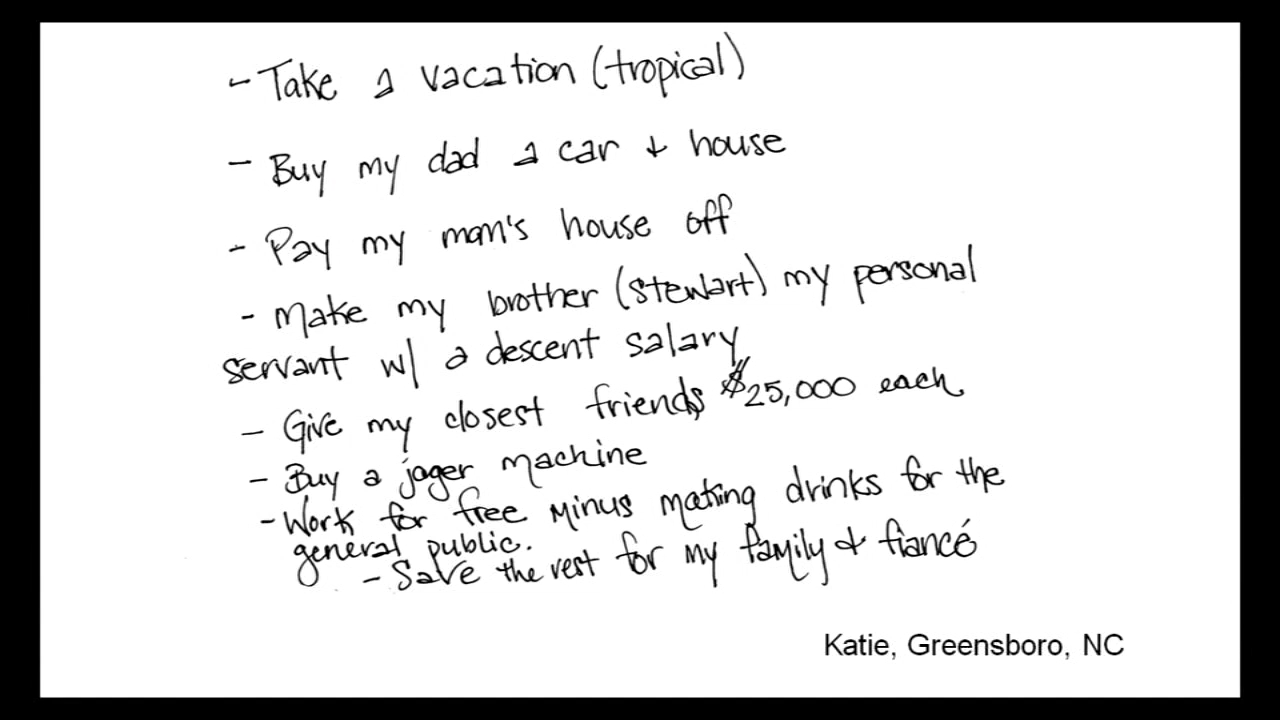 - Take a vacation (tropical)
- Buy my dad a car + house
- Pay my mom's house off
- Make my brother (stewart) my personal
servant w/ a descent salary
- Give my closest friends $25,000 each
- Buy a jager machine
- Work for free minus making drinks for the
general public.
- Save the rest for my family & fiancé
Katie, Greensboro, NC